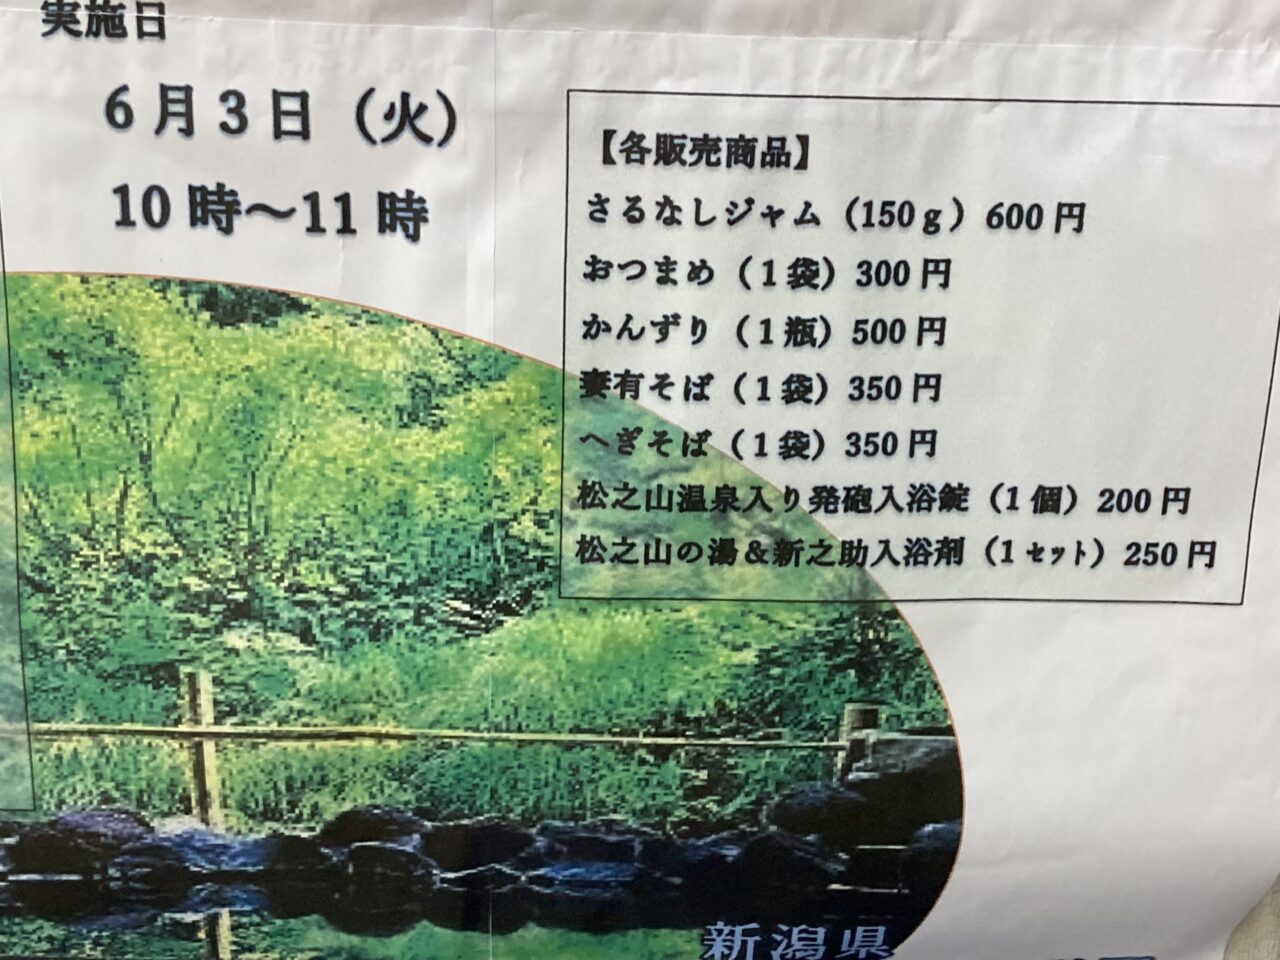 実施日
6月3日（火）
10時～11時
【各販売商品】
さるなしジャム（150ｇ）600円
おつまめ（1袋）300円
かんずり（1瓶）500円
妻有そば（1袋）350円
へぎそば（1袋）350円
松之山温泉入り発砲入浴錠（1個）200円
松之山の湯＆新之助入浴剤（1ｾｯﾄ）250円
新潟県